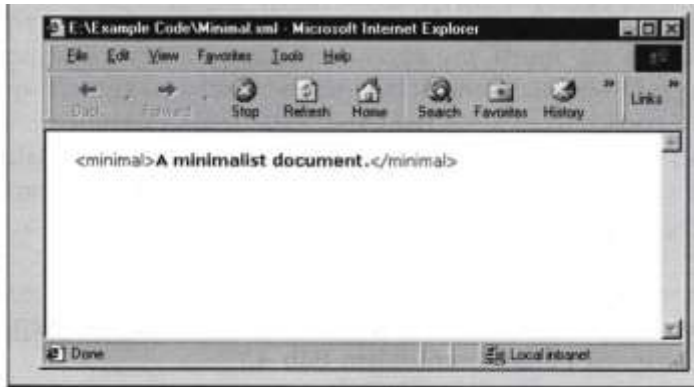 E:\Example Code\Minimal.xml - Microsoft Internet Explorer
File Edit View Favorites Tools Help
Back Forward Stop Refresh Home Search Favorites History » Links »
<minimal>A minimalist document.</minimal>
Done Local intranet